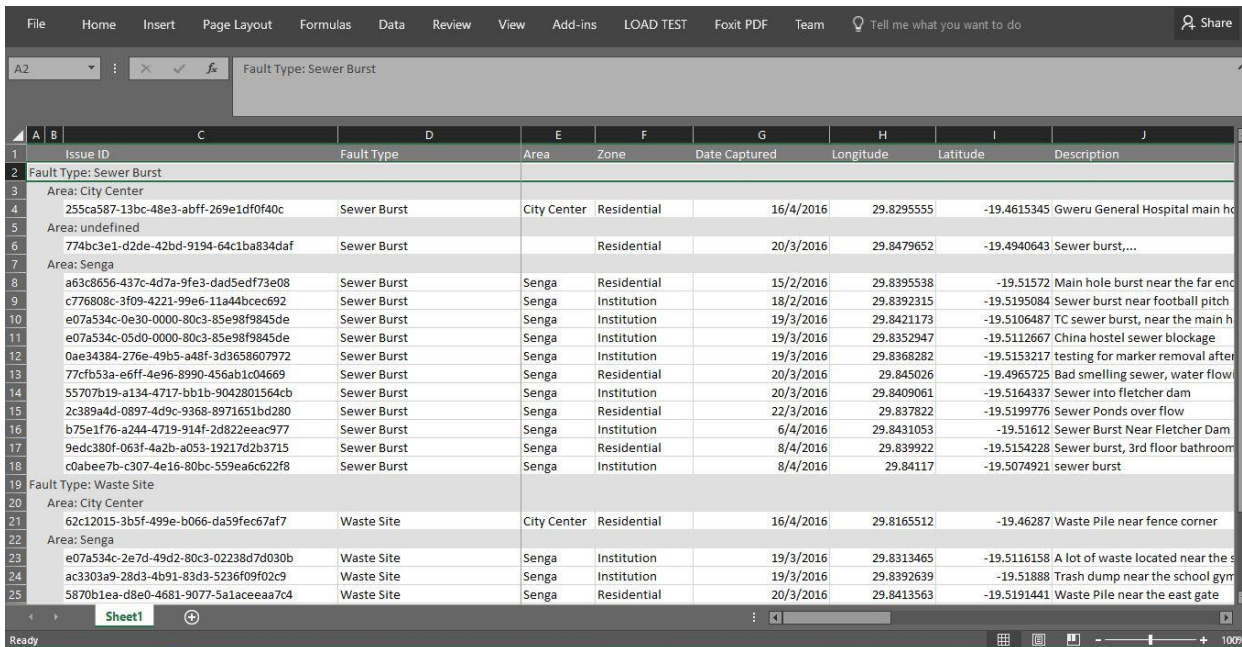 File Home Insert Page Layout Formulas Data Review View Add-ins LOAD TEST Foxit PDF Team Tell me what you want to do Share
A2 fx Fault Type: Sewer Burst
A B C D E F G H I J
1 Issue ID Fault Type Area Zone Date Captured Longitude Latitude Description
2 Fault Type: Sewer Burst
3 Area: City Center
4 255ca587-13bc-48e3-abff-269e1df0f40c Sewer Burst City Center Residential 16/4/2016 29.8295555 -19.4615345 Gweru General Hospital main ho
5 Area: undefined
6 774bc3e1-d2de-42bd-9194-64c1ba834daf Sewer Burst Residential 20/3/2016 29.8479652 -19.4940643 Sewer burst,...
7 Area: Senga
8 a63c8656-437c-4d7a-9fe3-dad5edf73e08 Sewer Burst Senga Residential 15/2/2016 29.8395538 -19.51572 Main hole burst near the far end
9 c776808c-3f09-4221-99e6-11a44bcec692 Sewer Burst Senga Institution 18/2/2016 29.8392315 -19.5195084 Sewer burst near football pitch
10 e07a534c-0e30-0000-80c3-85e98f9845de Sewer Burst Senga Institution 19/3/2016 29.8421173 -19.5106487 TC sewer burst, near the main h
11 e07a534c-05d0-0000-80c3-85e98f9845de Sewer Burst Senga Institution 19/3/2016 29.8352947 -19.5112667 China hostel sewer blockage
12 0ae34384-276e-49b5-a48f-3d3658607972 Sewer Burst Senga Institution 19/3/2016 29.8368282 -19.5153217 testing for marker removal after
13 77cfb53a-e6ff-4e96-8990-456ab1c04669 Sewer Burst Senga Residential 20/3/2016 29.845026 -19.4965725 Bad smelling sewer, water flowi
14 55707b19-a134-4717-bb1b-9042801564cb Sewer Burst Senga Institution 20/3/2016 29.8409061 -19.5164337 Sewer into fletcher dam
15 2c389a4d-0897-4d9c-9368-8971651bd280 Sewer Burst Senga Residential 22/3/2016 29.837822 -19.5199776 Sewer Ponds over flow
16 b75e1f76-a244-4719-914f-2d822eeac977 Sewer Burst Senga Institution 6/4/2016 29.8431053 -19.51612 Sewer Burst Near Fletcher Dam
17 9edc380f-063f-4a2b-a053-19217d2b3715 Sewer Burst Senga Residential 8/4/2016 29.839922 -19.5154228 Sewer burst, 3rd floor bathroom
18 c0abee7b-c307-4e16-80bc-559ea6c622f8 Sewer Burst Senga Institution 8/4/2016 29.84117 -19.5074921 sewer burst
19 Fault Type: Waste Site
20 Area: City Center
21 62c12015-3b5f-499e-b066-da59fec67af7 Waste Site City Center Residential 16/4/2016 29.8165512 -19.46287 Waste Pile near fence corner
22 Area: Senga
23 e07a534c-2e7d-49d2-80c3-02238d7d030b Waste Site Senga Institution 19/3/2016 29.8313465 -19.5116158 A lot of waste located near the s
24 ac3303a9-28d3-4b91-83d3-5236f09f02c9 Waste Site Senga Institution 19/3/2016 29.8392639 -19.51888 Trash dump near the school gym
25 5870b1ea-d8e0-4681-9077-5a1aceeaa7c4 Waste Site Senga Residential 20/3/2016 29.8413563 -19.5191441 Waste Pile near the east gate
Sheet1
Ready 100%